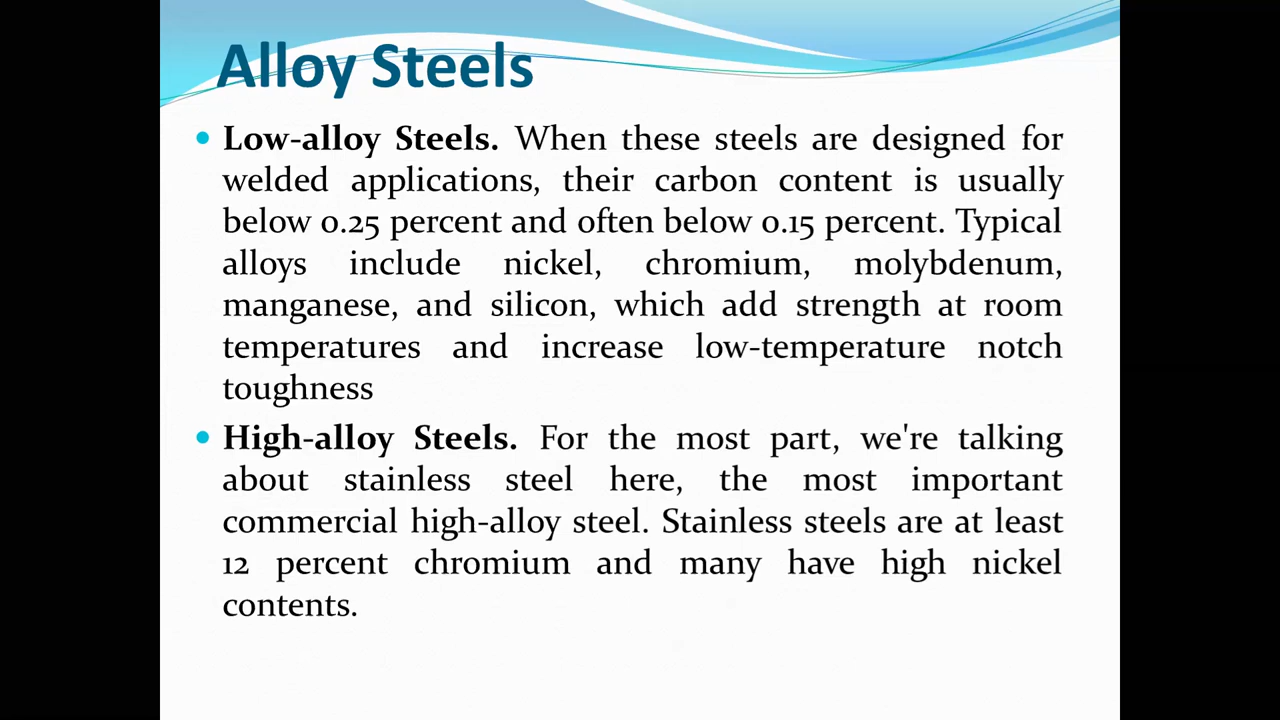 Alloy Steels
• Low-alloy Steels. When these steels are designed for
welded applications, their carbon content is usually
below 0.25 percent and often below 0.15 percent. Typical
alloys include nickel, chromium, molybdenum,
manganese, and silicon, which add strength at room
temperatures and increase low-temperature notch
toughness
• High-alloy Steels. For the most part, we're talking
about stainless steel here, the most important
commercial high-alloy steel. Stainless steels are at least
12 percent chromium and many have high nickel
contents.